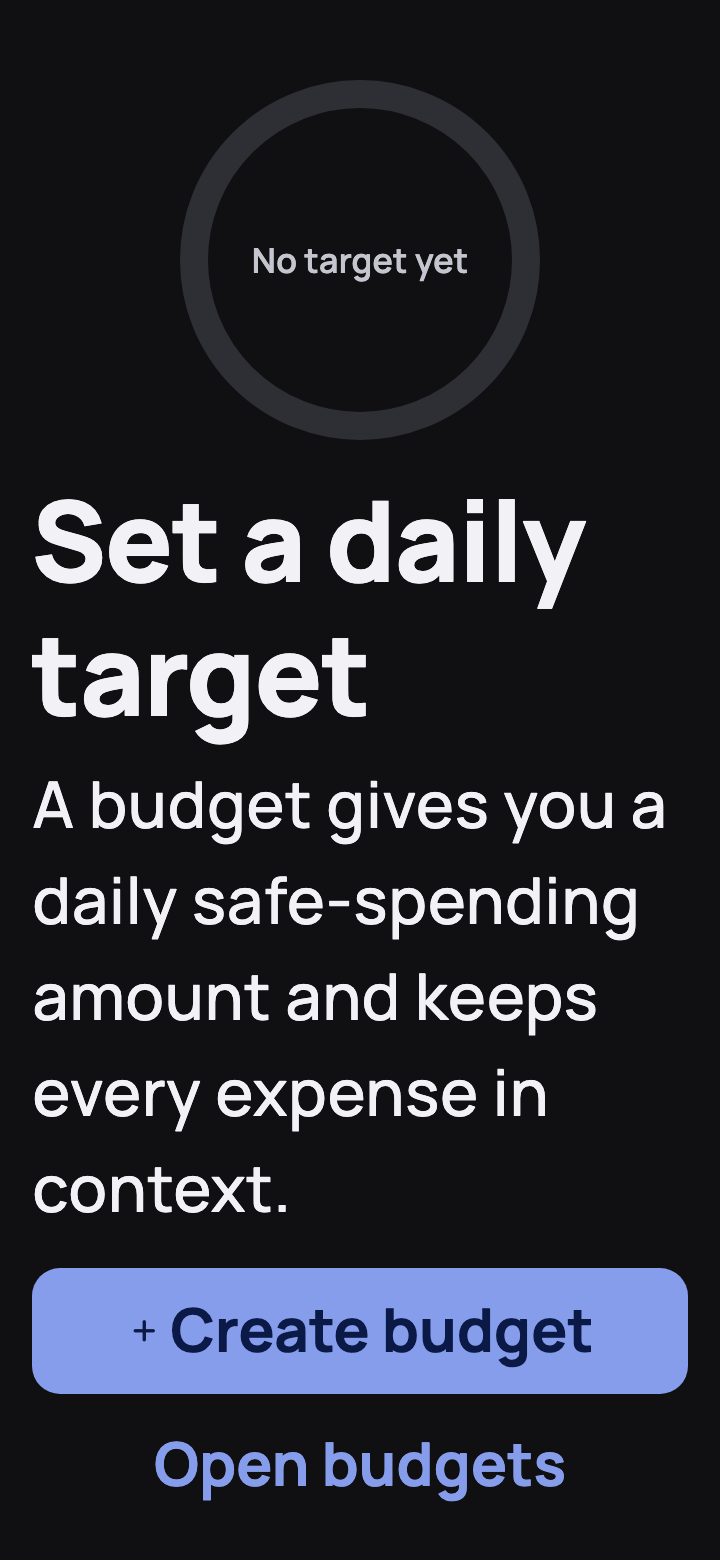 No target yet
Set a daily
target
A budget gives you a
daily safe-spending
amount and keeps
every expense in
context.
+ Create budget
Open budgets